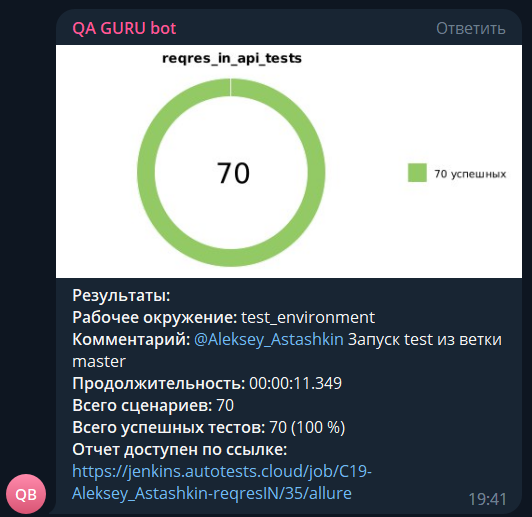 QA GURU bot
Ответить
reqres_in_api_tests
70
70 успешных
Результаты:
Рабочее окружение: test_environment
Комментарий: @Aleksey_Astashkin Запуск test из ветки
master
Продолжительность: 00:00:11.349
Всего сценариев: 70
Всего успешных тестов: 70 (100 %)
Отчет доступен по ссылке:
https://jenkins.autotests.cloud/job/C19-
Aleksey_Astashkin-reqresIN/35/allure
QB
19:41